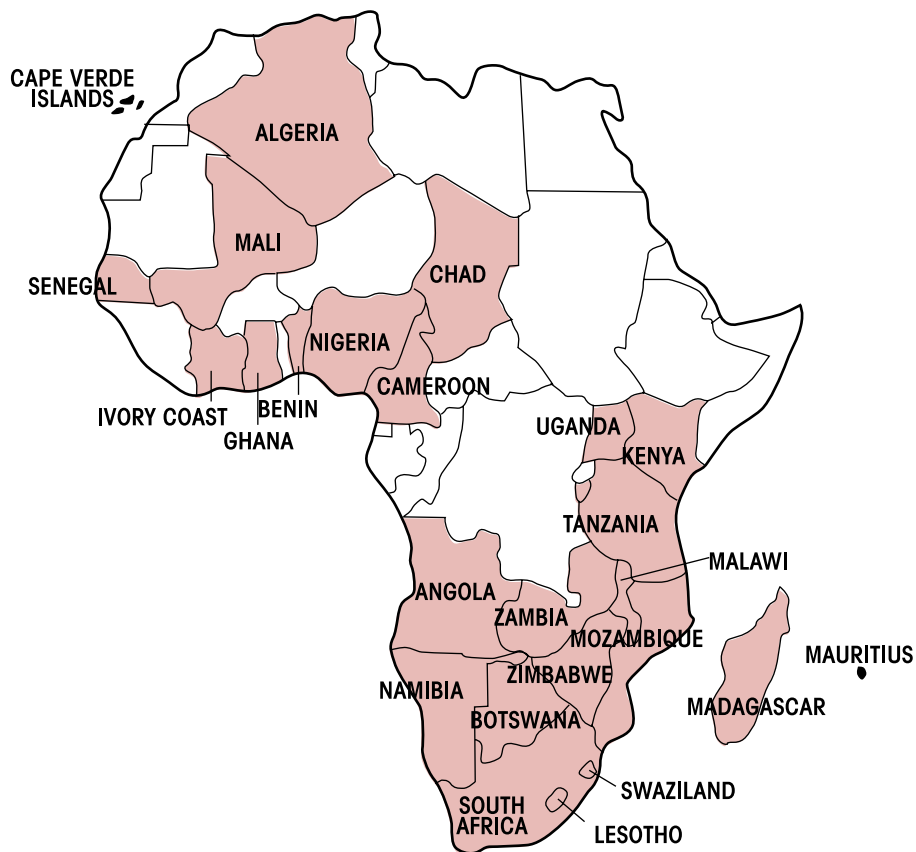 CAPE VERDE
ISLANDS
ALGERIA
MALI
CHAD
SENEGAL
NIGERIA
CAMEROON
IVORY COAST
BENIN
GHANA
UGANDA
KENYA
TANZANIA
MALAWI
ANGOLA
ZAMBIA
MOZAMBIQUE
MAURITIUS
ZIMBABWE
NAMIBIA
MADAGASCAR
BOTSWANA
SWAZILAND
SOUTH
AFRICA
LESOTHO